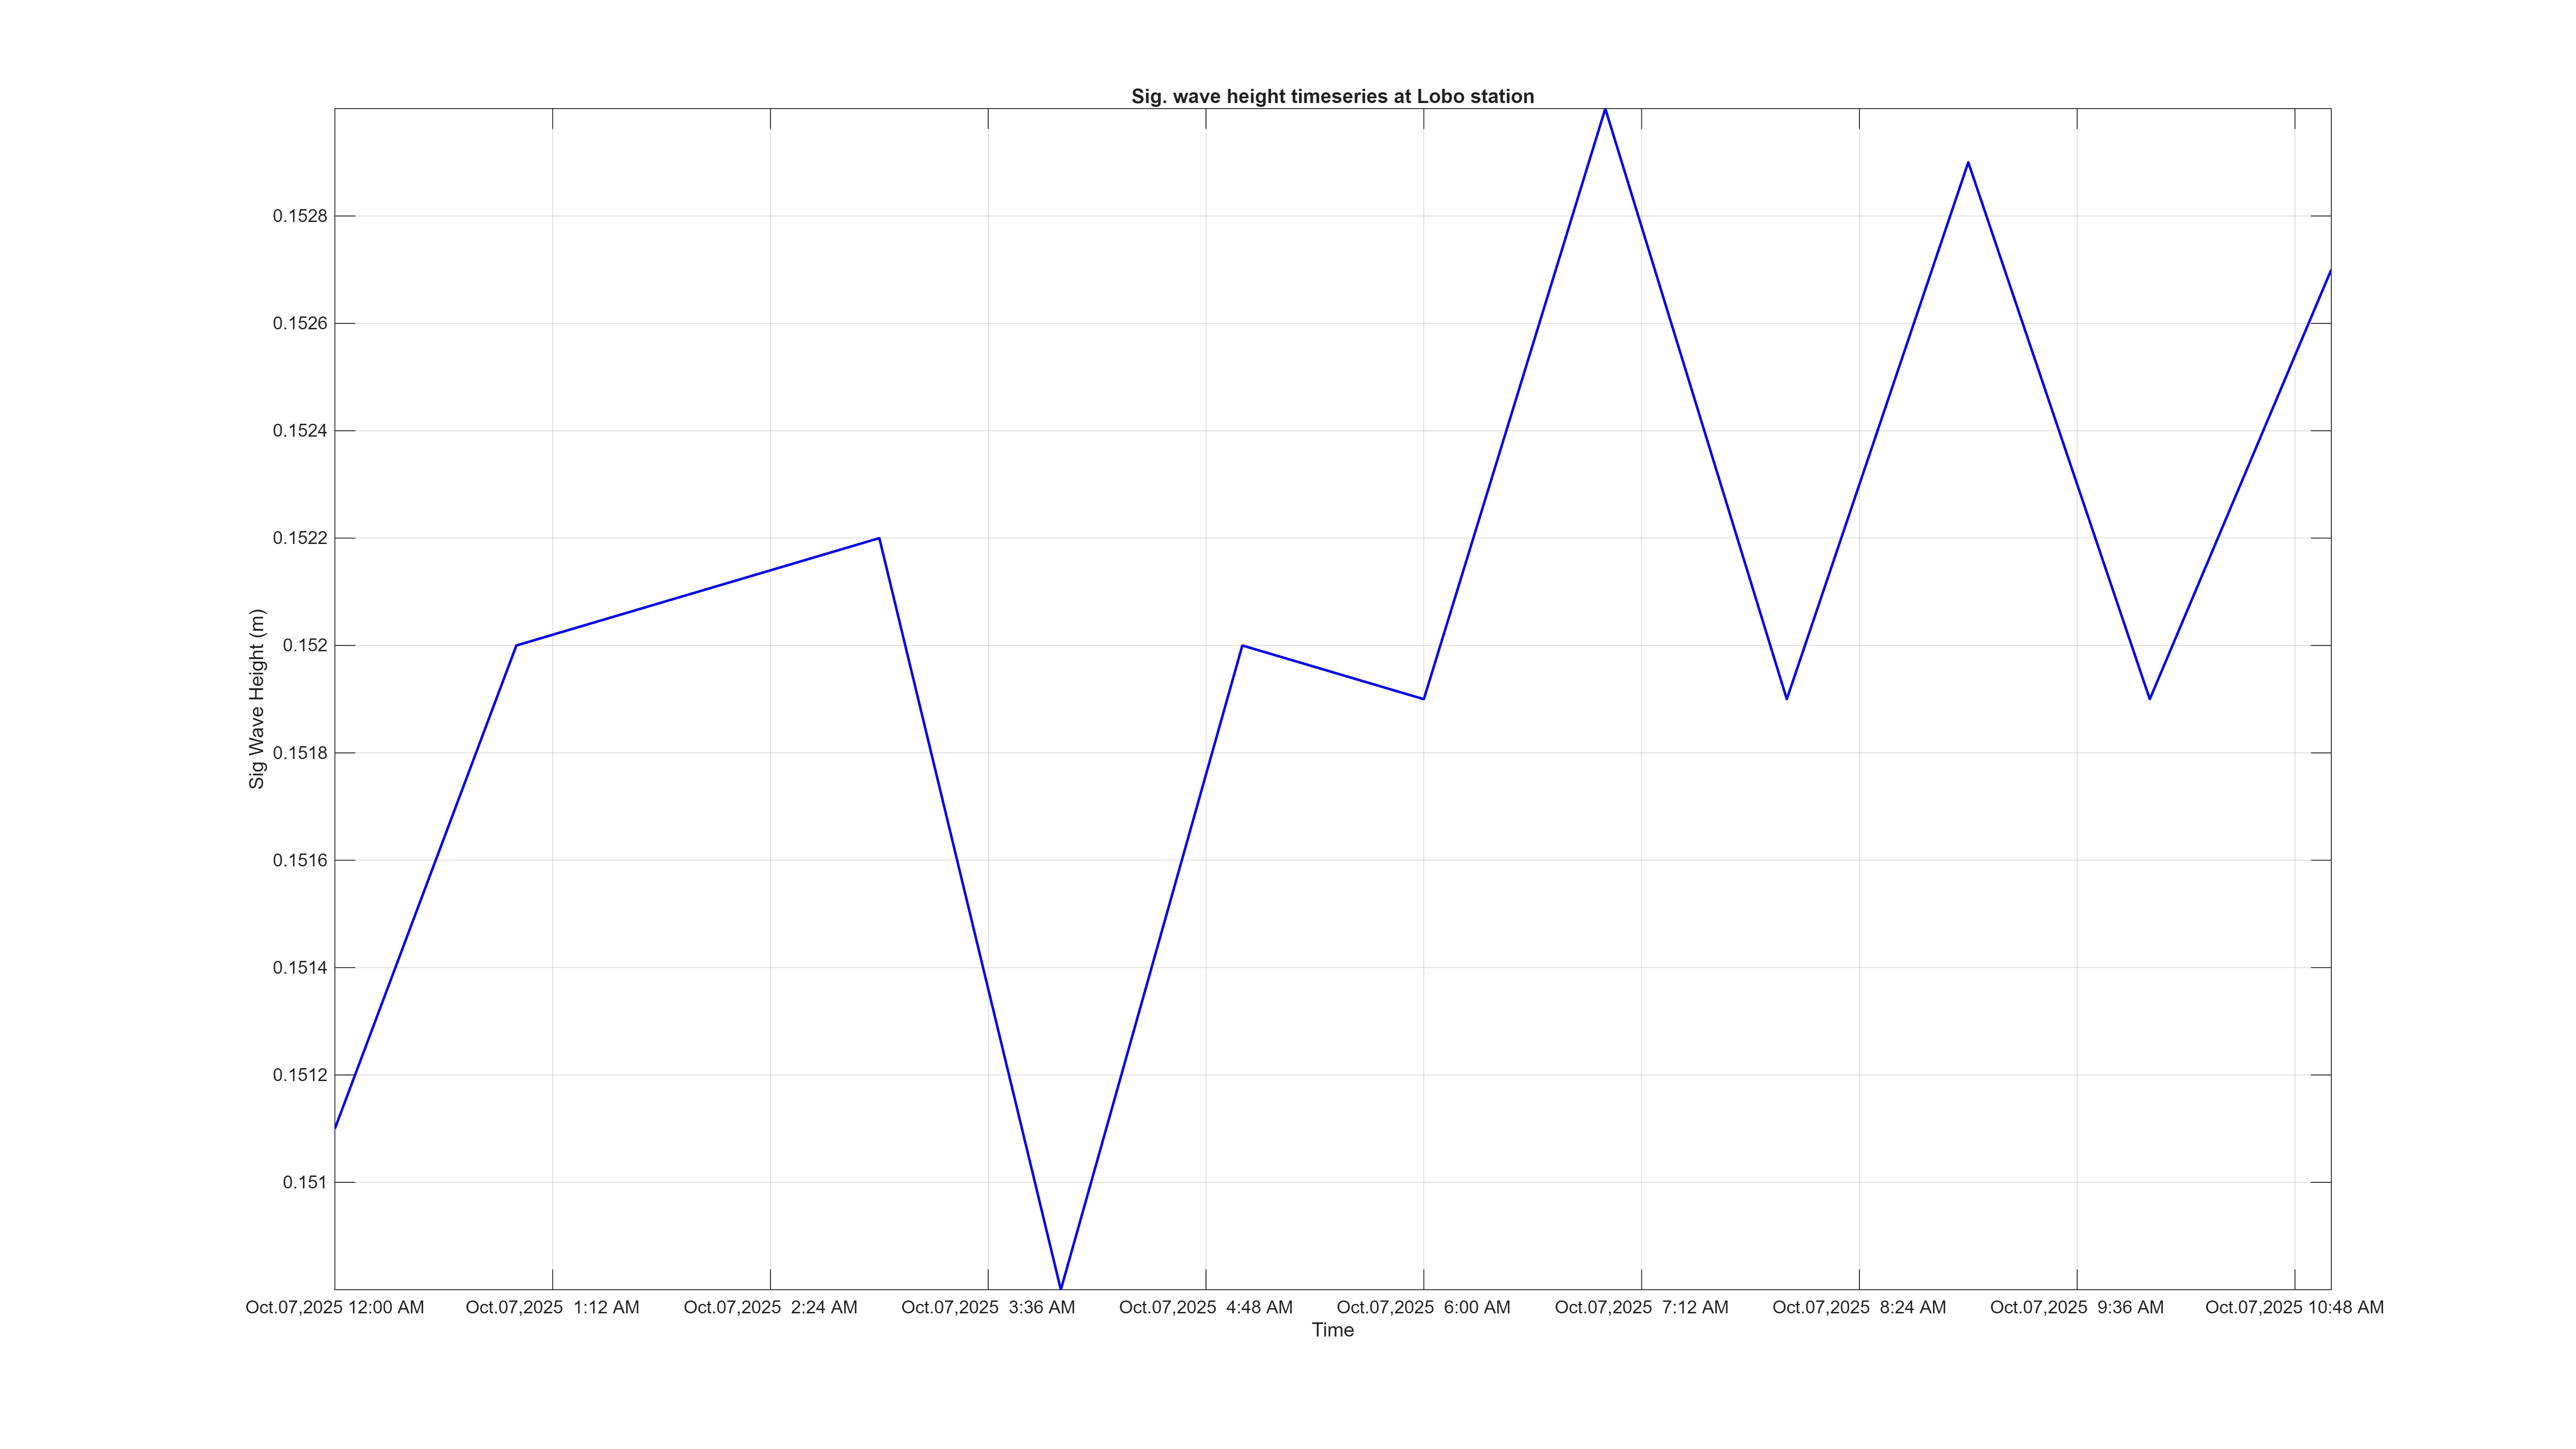 Sig. wave height timeseries at Lobo station
0.1528
0.1526
0.1524
0.1522
0.152
0.1518
0.1516
0.1514
0.1512
0.151
Sig Wave Height (m)
Oct.07,2025 12:00 AM Oct.07,2025  1:12 AM Oct.07,2025  2:24 AM Oct.07,2025  3:36 AM Oct.07,2025  4:48 AM Oct.07,2025  6:00 AM Oct.07,2025  7:12 AM Oct.07,2025  8:24 AM Oct.07,2025  9:36 AM Oct.07,2025 10:48 AM
Time